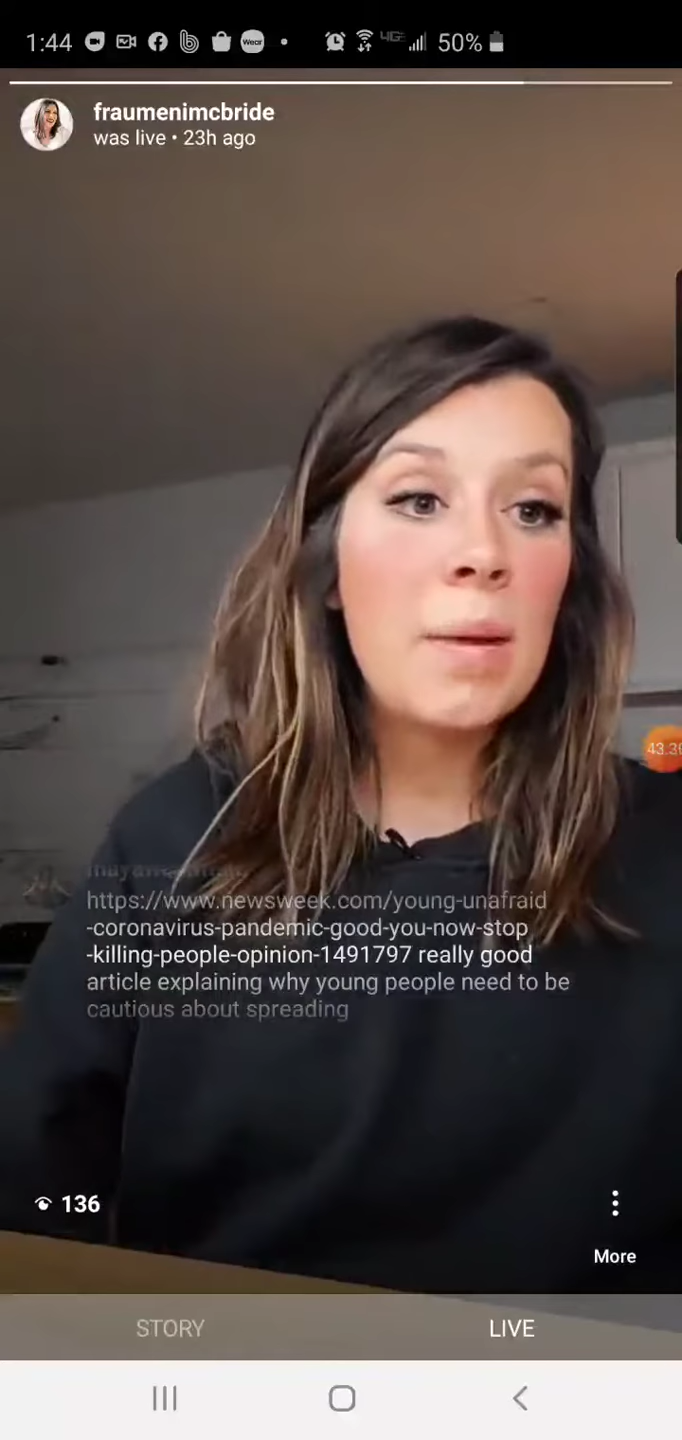 1:44
Wear
4GE
50%
fraumenimcbride
was live • 23h ago
https://www.newsweek.com/young-unafraid
-coronavirus-pandemic-good-you-now-stop
-killing-people-opinion-1491797 really good
article explaining why young people need to be
cautious about spreading
136
More
STORY
LIVE